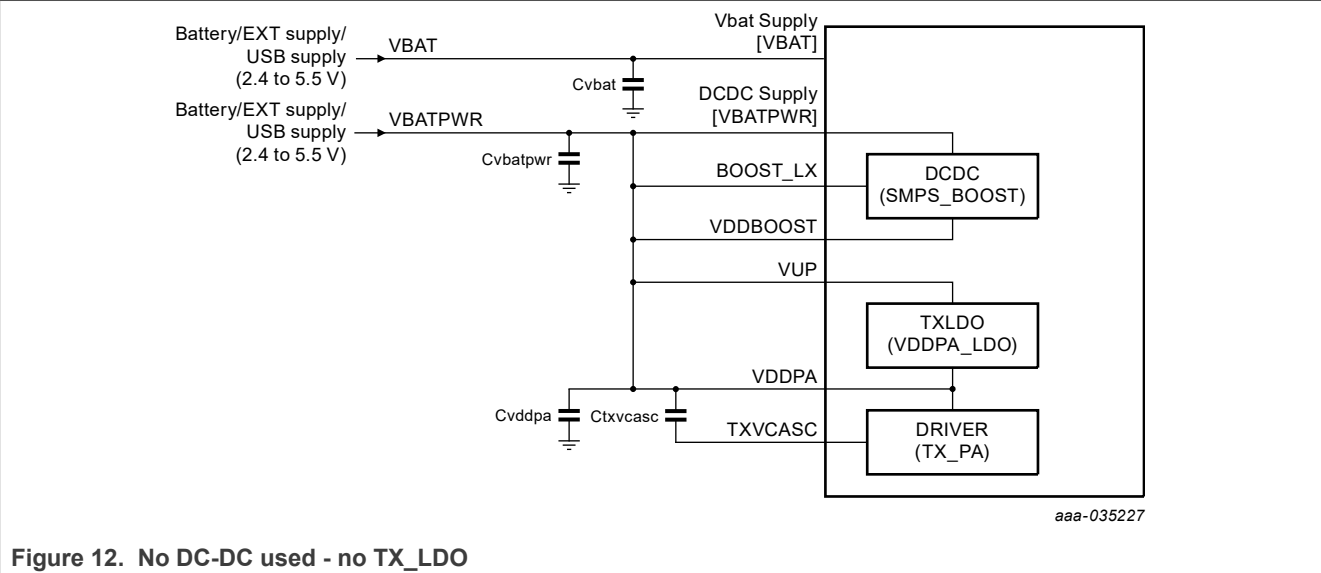 Battery/EXT supply/
USB supply
(2.4 to 5.5 V)
VBAT
Vbat Supply
[VBAT]
Cvbat
Battery/EXT supply/
USB supply
(2.4 to 5.5 V)
VBATPWR
DCDC Supply
[VBATPWR]
Cvbatpwr
BOOST_LX
DCDC
(SMPS_BOOST)
VDDBOOST
VUP
TXLDO
(VDDPA_LDO)
VDDPA
Cvddpa
Ctxvcasc
TXVCASC
DRIVER
(TX_PA)
aaa-035227
Figure 12. No DC-DC used - no TX_LDO